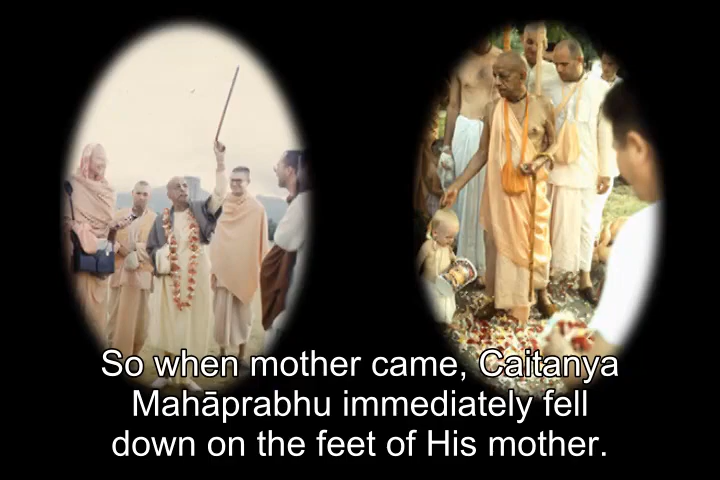 So when mother came, Caitanya
Mahāprabhu immediately fell
down on the feet of His mother.